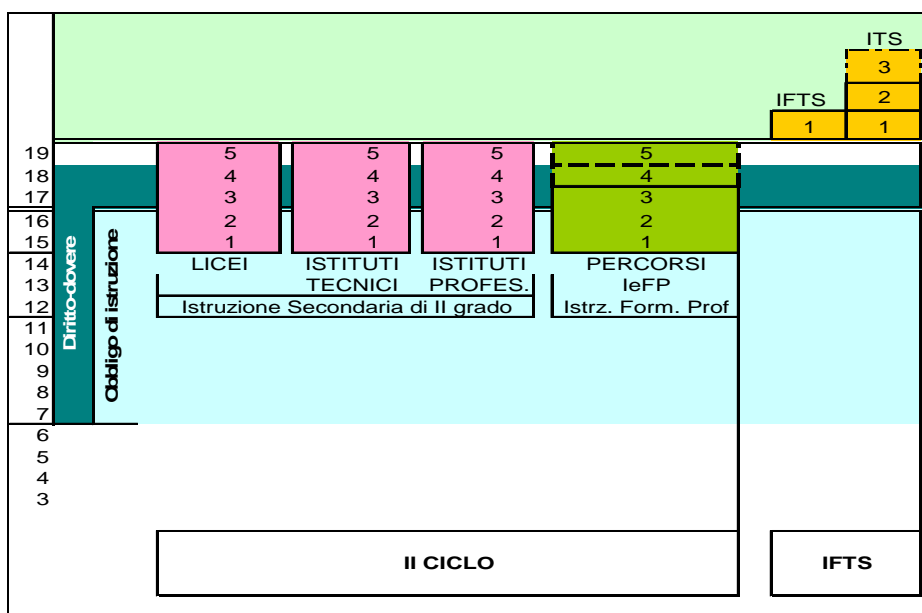 ITS
3
IFTS 2
1 1
19 5 5 5 5
18 4 4 4 4
17 3 3 3 3
16 2 2 2 2
15 1 1 1 1
14 LICEI ISTITUTI ISTITUTI PERCORSI
13 TECNICI PROFES. IeFP
12 Istruzione Secondaria di II grado Istrz. Form. Prof
11
10
9
8
7
Diritto-dovere
Obbligo di istruzione
6
5
4
3
II CICLO IFTS